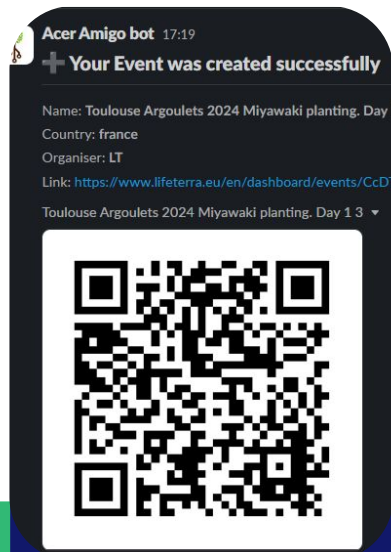 Acer Amigo bot 17:19
➕ Your Event was created successfully
Name: Toulouse Argoulets 2024 Miyawaki planting. Day
Country: france
Organiser: LT
Link: https://www.lifeterra.eu/en/dashboard/events/CcD
Toulouse Argoulets 2024 Miyawaki planting. Day 1 3